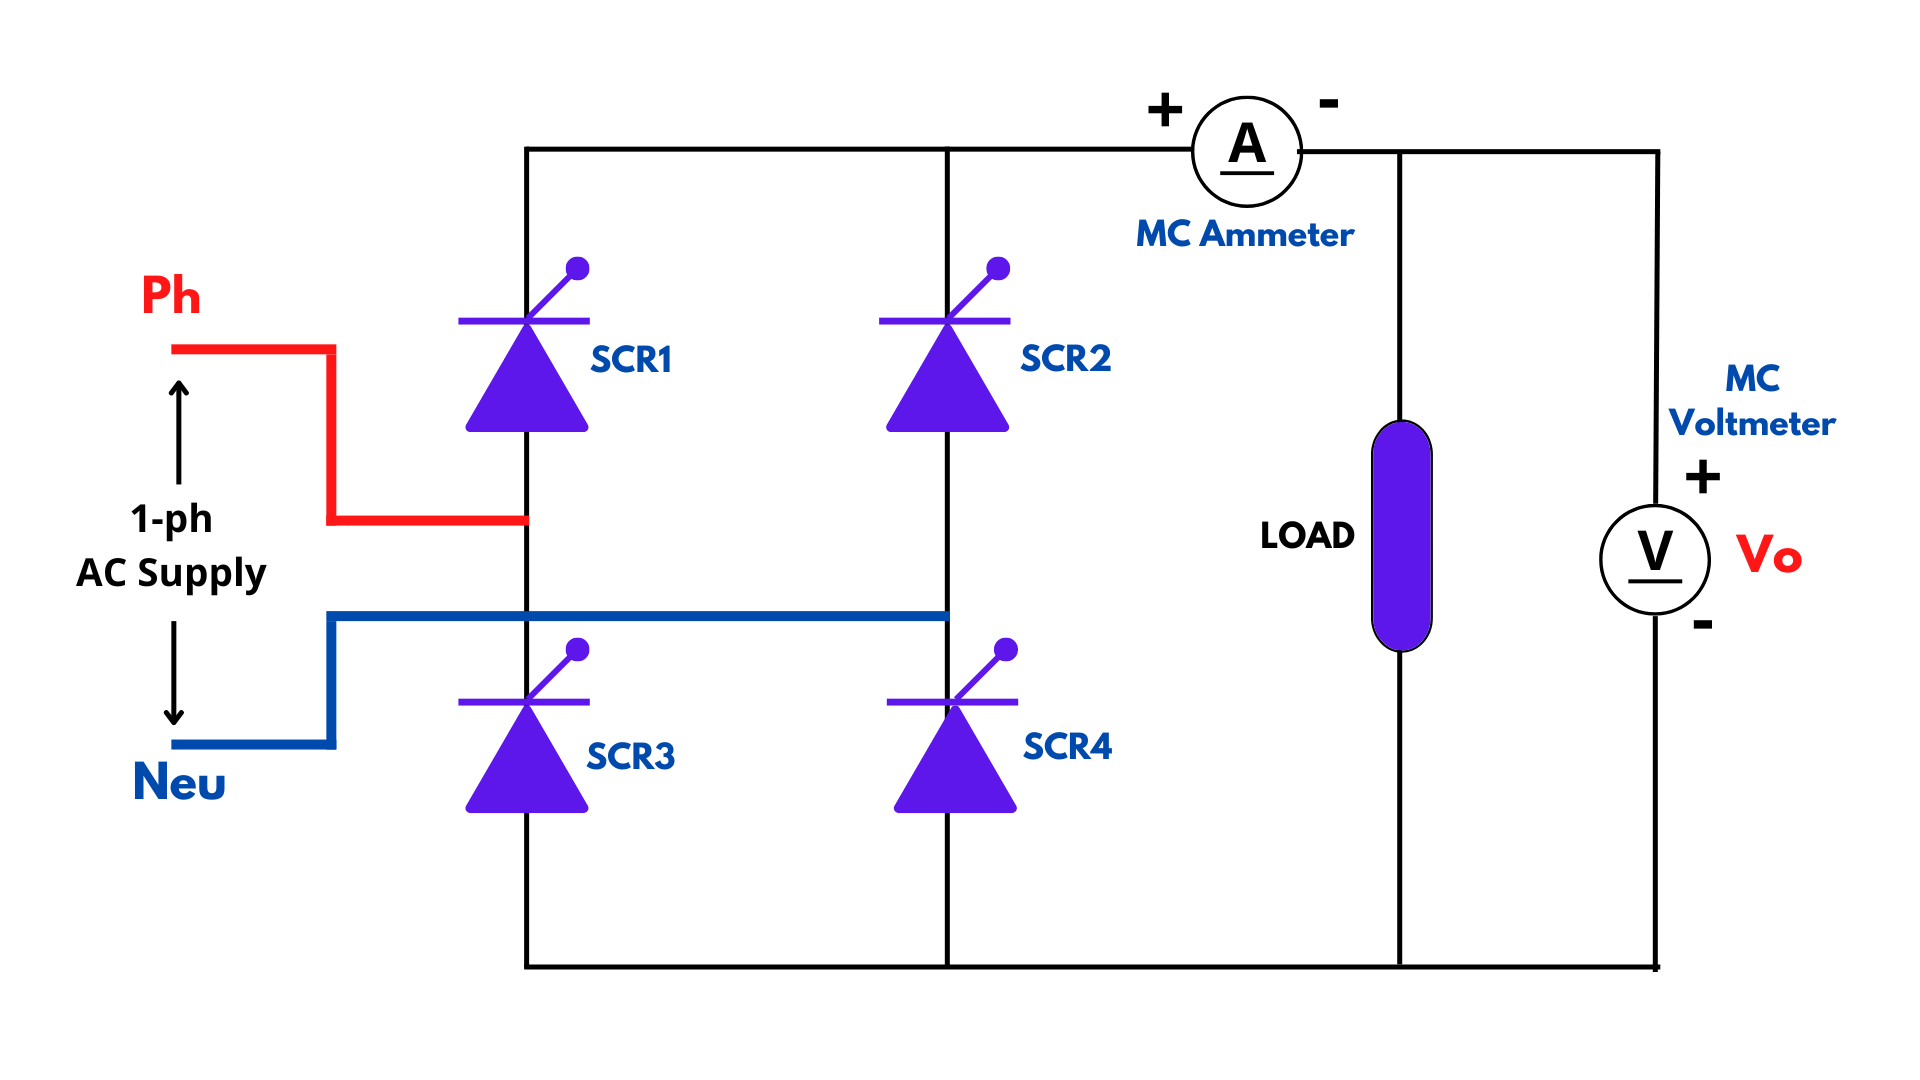 + -
A
MC Ammeter
Ph
SCR1
SCR2
MC
Voltmeter
+
1-ph
AC Supply
LOAD
V
Vo
-
Neu
SCR3
SCR4